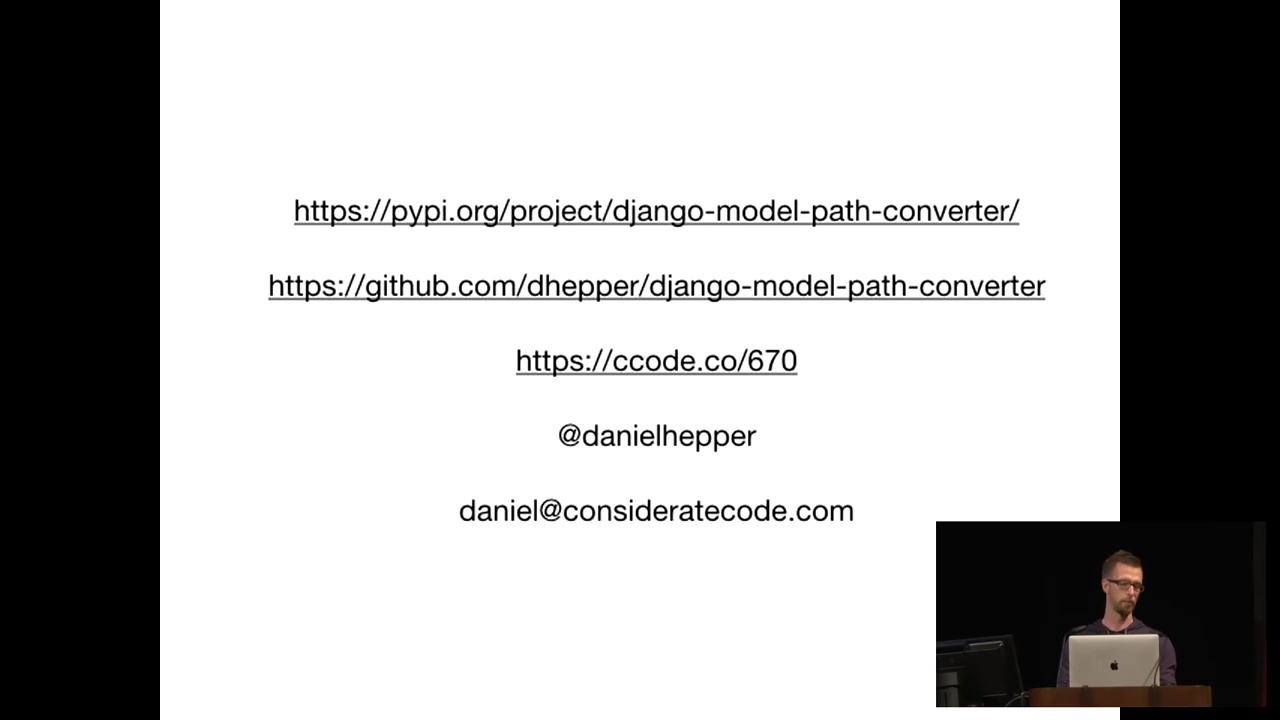 https://pypi.org/project/django-model-path-converter/
https://github.com/dhepper/django-model-path-converter
https://ccode.co/670
@danielhepper
daniel@consideratecode.com